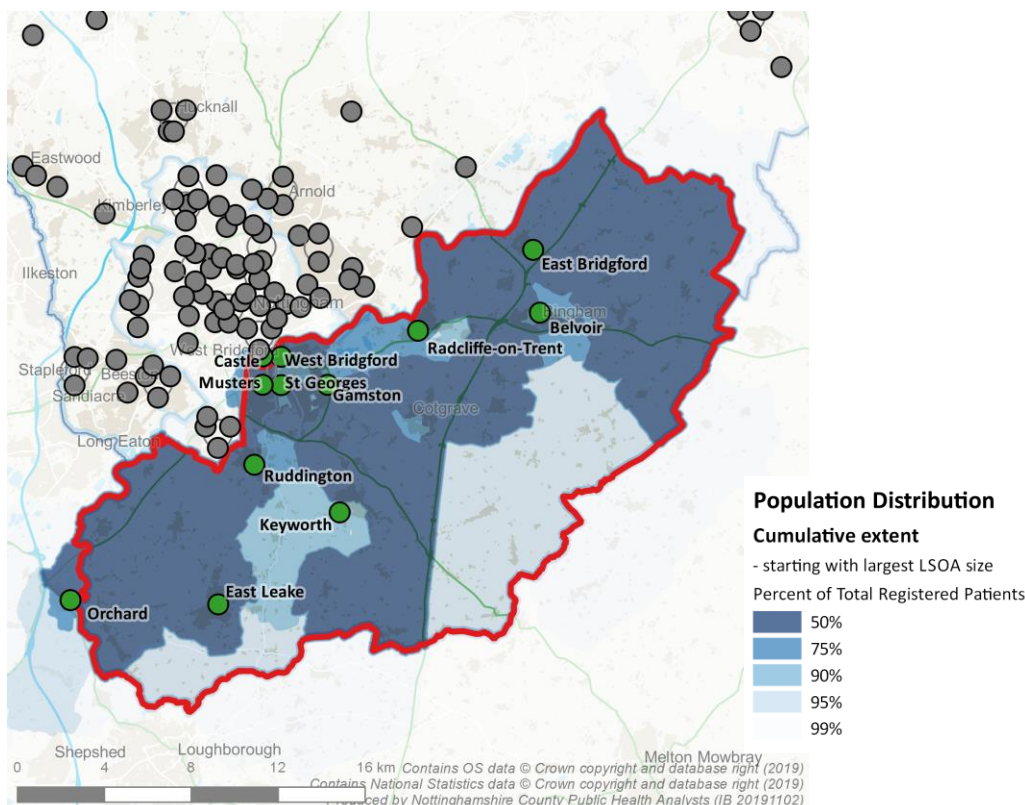 Hucknall
Eastwood
Arnold
Kimberley
East Bridgford
Ilkeston
Nottingham
Bingham
Belvoir
Radcliffe-on-Trent
West Bridgford
Castle
West Bridgford
Stapleford
Beeston
Musters
St Georges
Gamston
Sandiacre
Cotgrave
Long Eaton
Ruddington
Keyworth
East Leake
Orchard
Shepshed
Loughborough
Melton Mowbray
0 4 8 12 16 km
Contains OS data © Crown copyright and database right (2019)
Contains National Statistics data © Crown copyright and database right (2019)
Produced by Nottinghamshire County Public Health Analysts (IB 20191102)
Population Distribution
Cumulative extent
- starting with largest LSOA size
Percent of Total Registered Patients
50%
75%
90%
95%
99%